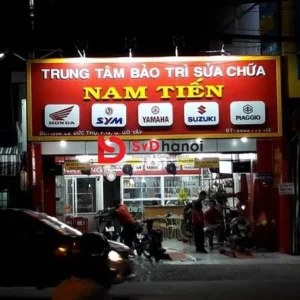 TRUNG TÂM BẢO TRÌ SỬA CHỮA
NAM TIẾN
HONDA
SYM
YAMAHA
SUZUKI
PIAGGIO
SvDhanoi